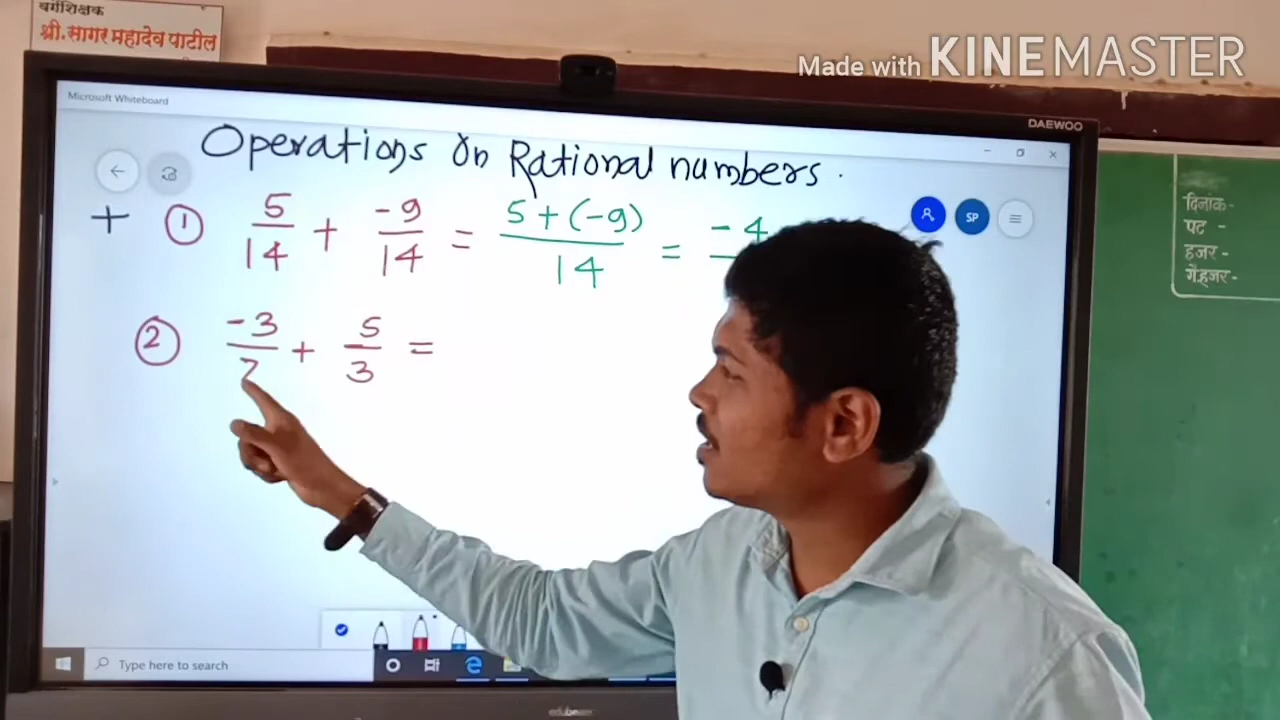 वर्गशिक्षक
श्री.सागर महादेव पाटील
Made with KINEMASTER
Microsoft Whiteboard
DAEWOO
Operations on Rational numbers.
+ ① 5/14 + -9/14 = 5+(-9)/14 = -4
SP
② -3/7 + 5/3 =
दिनांक-
पट -
हजर -
गैरहजर-
Type here to search